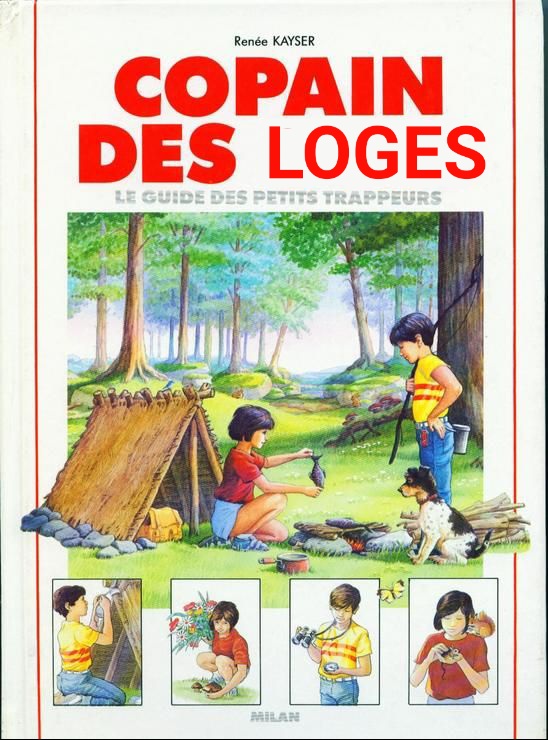 Renée KAYSER
COPAIN
DES LOGES
LE GUIDE DES PETITS TRAPPEURS
MILAN